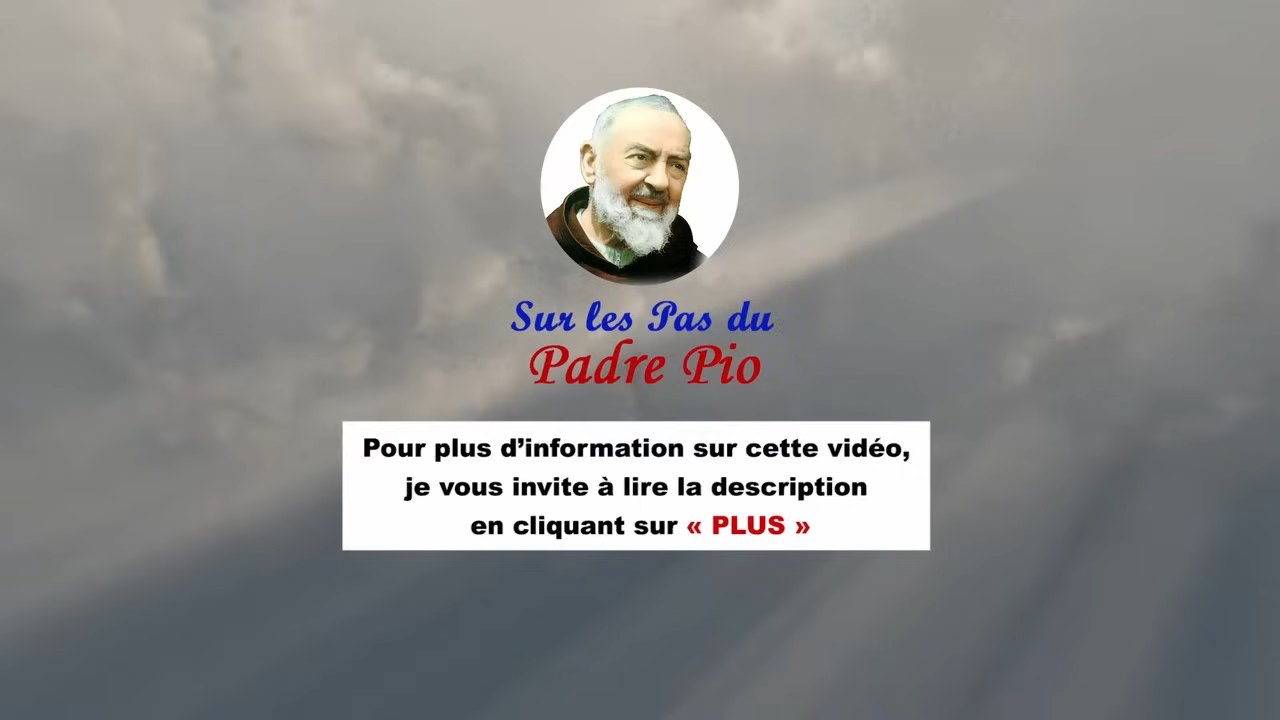 Sur les Pas du
Padre Pio
Pour plus d’information sur cette vidéo,
je vous invite à lire la description
en cliquant sur « PLUS »